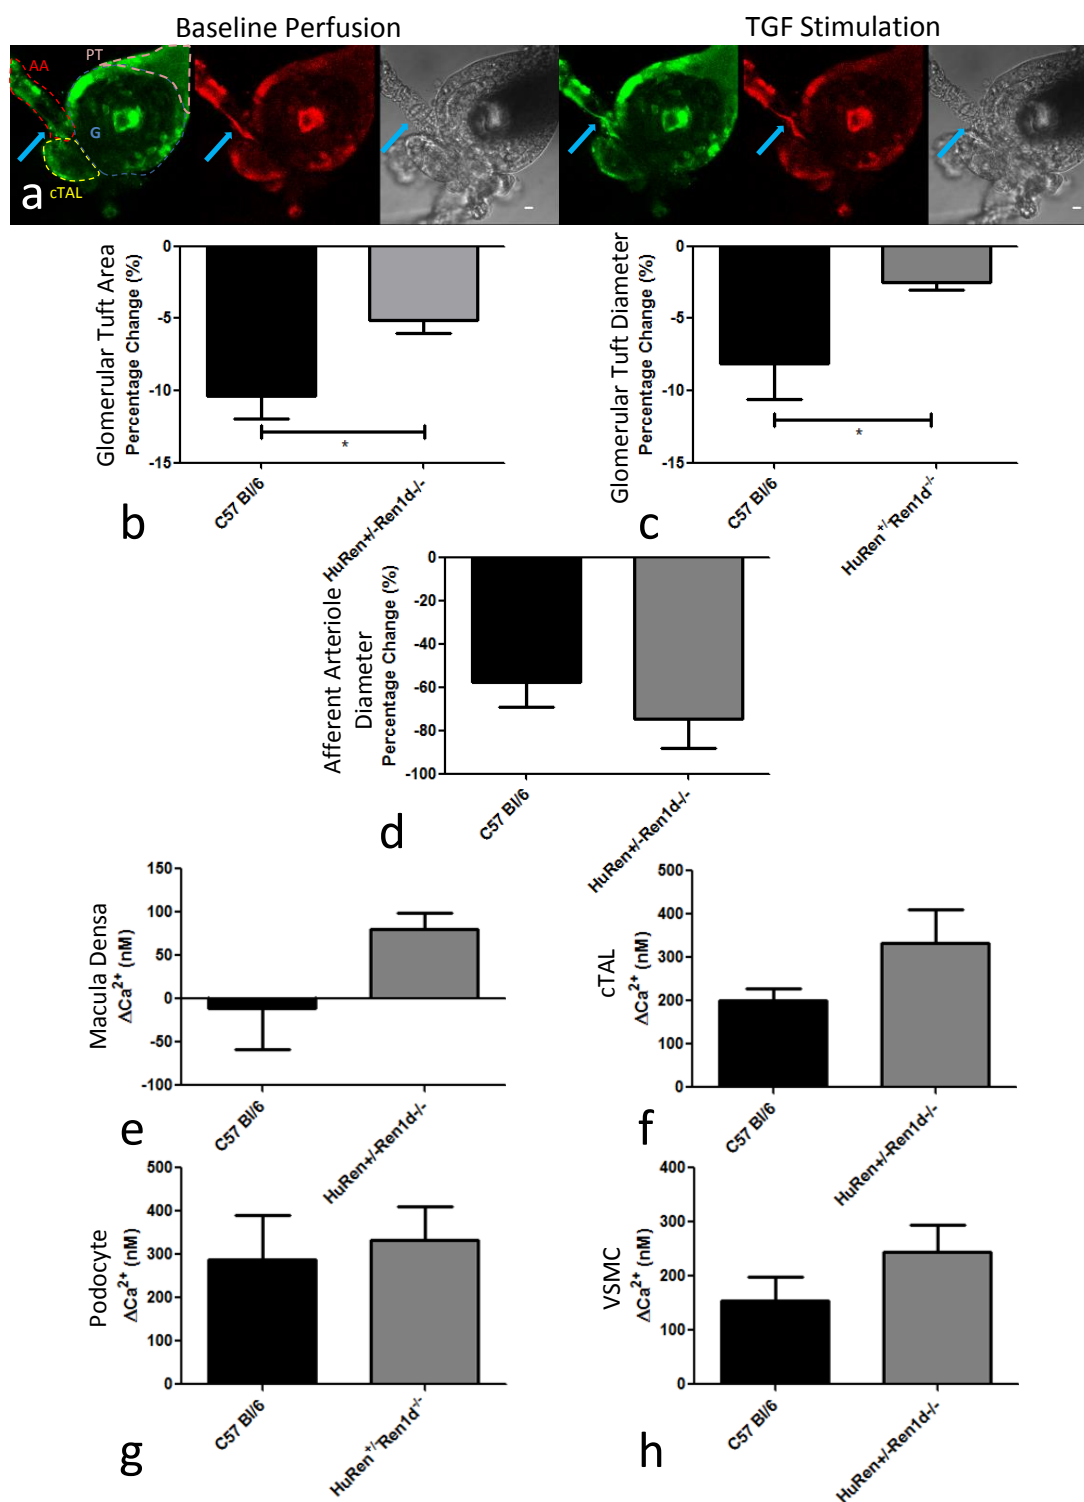 Baseline Perfusion
TGF Stimulation
AA
PT
G
cTAL
a
Glomerular Tuft Area
Percentage Change (%)
0
-5
-10
-15
*
C57 Bl/6
HuRen+/-Ren1d-/-
b
Glomerular Tuft Diameter
Percentage Change (%)
0
-5
-10
-15
*
C57 Bl/6
HuRen+/-Ren1d-/-
c
Afferent Arteriole
Diameter
Percentage Change (%)
0
-20
-40
-60
-80
-100
C57 Bl/6
HuRen+/-Ren1d-/-
d
Macula Densa
ΔCa2+ (nM)
150
100
50
0
-50
-100
C57 Bl/6
HuRen+/-Ren1d-/-
e
cTAL
ΔCa2+ (nM)
500
400
300
200
100
0
C57 Bl/6
HuRen+/-Ren1d-/-
f
Podocyte
ΔCa2+ (nM)
500
400
300
200
100
0
C57 Bl/6
HuRen+/-Ren1d-/-
g
VSMC
ΔCa2+ (nM)
400
300
200
100
0
C57 Bl/6
HuRen+/-Ren1d-/-
h